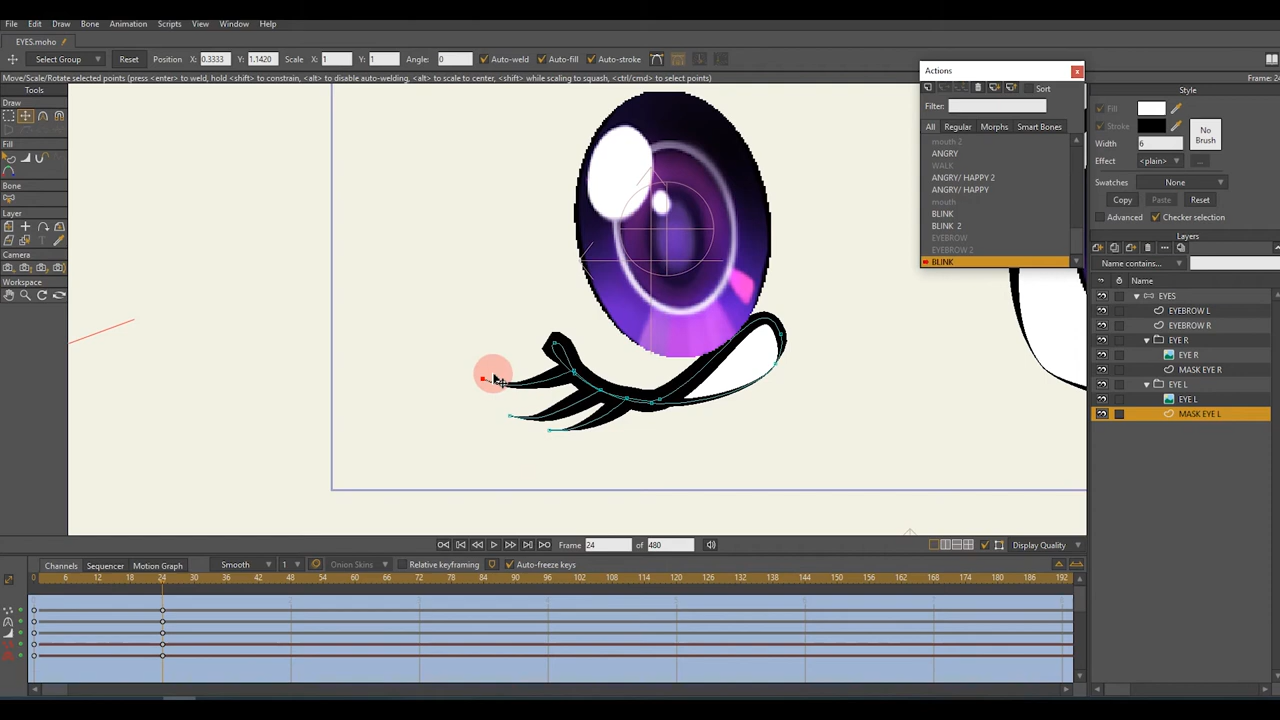 File Edit Draw Bone Animation Scripts View Window Help
EYES.moho
Select Group Reset Position X: 0.3333 Y: 1.1420 Scale X: 1 Y: 1 Angle: 0 Auto-weld Auto-fill Auto-stroke
Move/Scale/Rotate selected points (press <enter> to weld, hold <shift> to constrain, <alt> to disable auto-welding, <alt> to scale to center, <shift> while scaling to squash, <ctrl/cmd> to select points)
Frame: 24
Tools
Draw
Fill
Bone
Layer
Camera
Workspace
Actions
Sort
Filter:
All Regular Morphs Smart Bones
mouth 2
ANGRY
WALK
ANGRY/ HAPPY 2
ANGRY/ HAPPY
mouth
BLINK
BLINK 2
EYEBROW
EYEBROW 2
BLINK
Style
Fill
Stroke
No Brush
Width 6
Effect <plain> ...
Swatches None
Copy Paste Reset
Advanced Checker selection
Layers
Name contains...
Name
EYES
EYEBROW L
EYEBROW R
EYE R
EYE R
MASK EYE R
EYE L
EYE L
MASK EYE L
Frame 24 of 480 Display Quality
Channels Sequencer Motion Graph Smooth 1 Onion Skins Relative keyframing Auto-freeze keys
0 6 12 18 24 30 36 42 48 54 60 66 72 78 84 90 96 102 108 114 120 126 132 138 144 150 156 162 168 174 180 186 192